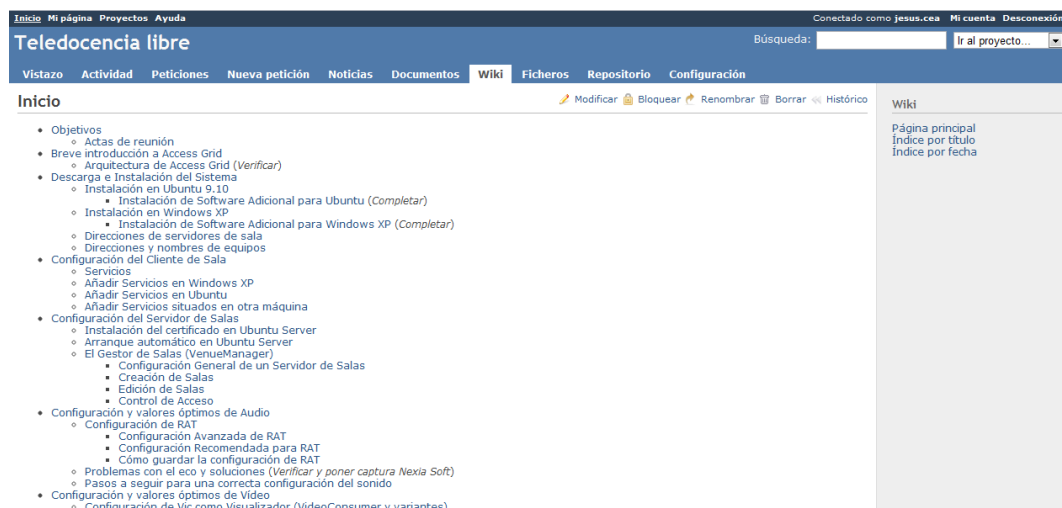 Inicio Mi página Proyectos Ayuda Conectado como jesus.cea Mi cuenta Desconexión
Teledocencia libre Búsqueda: Ir al proyecto...
Vistazo Actividad Peticiones Nueva petición Noticias Documentos Wiki Ficheros Repositorio Configuración
Inicio Modificar Bloquear Renombrar Borrar Histórico
Objetivos
Actas de reunión
Breve introducción a Access Grid
Arquitectura de Access Grid (Verificar)
Descarga e Instalación del Sistema
Instalación en Ubuntu 9.10
Instalación de Software Adicional para Ubuntu (Completar)
Instalación en Windows XP
Instalación de Software Adicional para Windows XP (Completar)
Direcciones de servidores de sala
Direcciones y nombres de equipos
Configuración del Cliente de Sala
Servicios
Añadir Servicios en Windows XP
Añadir Servicios en Ubuntu
Añadir Servicios situados en otra máquina
Configuración del Servidor de Salas
Instalación del certificado en Ubuntu Server
Arranque automático en Ubuntu Server
El Gestor de Salas (VenueManager)
Configuración General de un Servidor de Salas
Creación de Salas
Edición de Salas
Control de Acceso
Configuración y valores óptimos de Audio
Configuración de RAT
Configuración Avanzada de RAT
Configuración Recomendada para RAT
Cómo guardar la configuración de RAT
Problemas con el eco y soluciones (Verificar y poner captura Nexia Soft)
Pasos a seguir para una correcta configuración del sonido
Configuración y valores óptimos de Vídeo
Configuración de Vic como Visualizador (VideoConsumer y variantes)
Wiki
Página principal
Índice por título
Índice por fecha